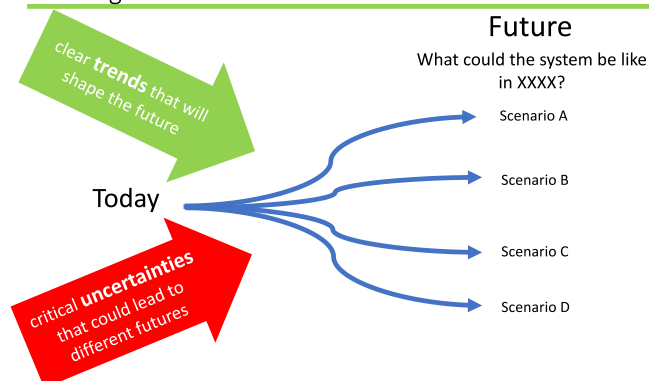 Future
What could the system be like
in XXXX?
clear trends that will
shape the future
Scenario A
Scenario B
Today
Scenario C
critical uncertainties
that could lead to
different futures
Scenario D